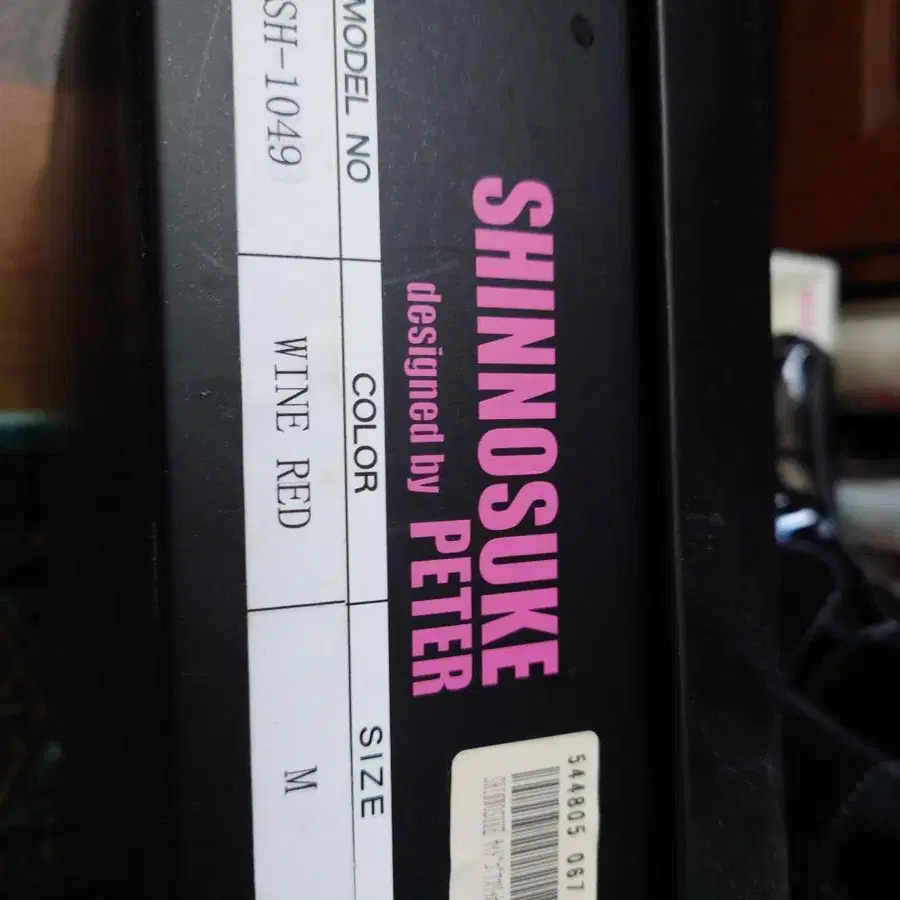 SHINNOSUKE
designed by PETER
MODEL NO COLOR SIZE
SH-1049 WINE RED M
544805 067